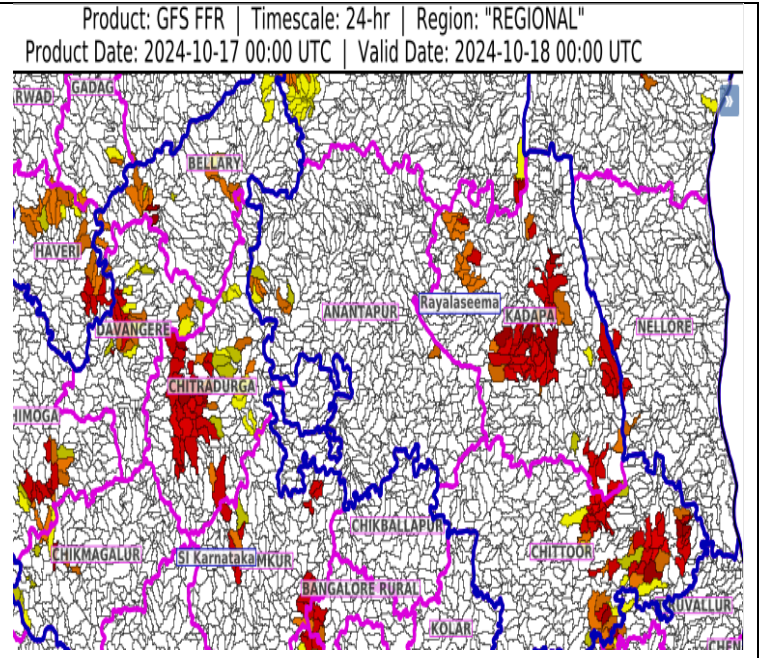 Product: GFS FFR | Timescale: 24-hr | Region: "REGIONAL"
Product Date: 2024-10-17 00:00 UTC | Valid Date: 2024-10-18 00:00 UTC
GADAG
RWAD
»
BELLARY
HAVERI
Rayalaseema
ANANTAPUR
KADAPA
NELLORE
DAVANGERE
CHITRADURGA
HIMOGA
CHIKBALLAPUR
CHIKMAGALUR
SI Karnataka
MKUR
CHITTOOR
BANGALORE RURAL
UVALLUR
KOLAR
CHEN